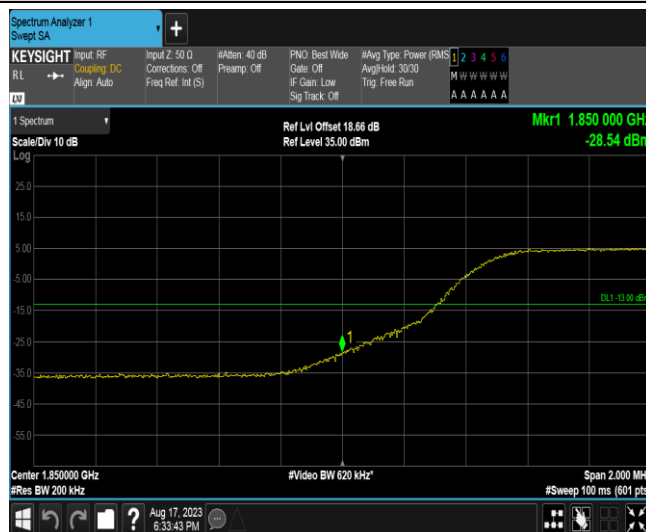 Spectrum Analyzer 1
Swept SA
+
KEYSIGHT
RL
Input: RF
Coupling: DC
Align: Auto
Input Z: 50 Ω
Corrections: Off
Freq Ref: Int (S)
#Atten: 40 dB
Preamp: Off
PNO: Best Wide
Gate: Off
IF Gain: Low
Sig Track: Off
#Avg Type: Power (RMS
Avg|Hold: 30/30
Trig: Free Run
1 2 3 4 5 6
M W W W W W
A A A A A A
LXI
1 Spectrum
Scale/Div 10 dB
Ref Lvl Offset 18.66 dB
Ref Level 35.00 dBm
Mkr1 1.850 000 GHz
-28.54 dBm
Log
25.0
15.0
5.00
-5.00
-15.0
-25.0
-35.0
-45.0
-55.0
DL1 -13.00 dBm
1
Center 1.850000 GHz
#Res BW 200 kHz
#Video BW 620 kHz*
Span 2.000 MH
#Sweep 100 ms (601 pts
?
Aug 17, 2023
6:33:43 PM